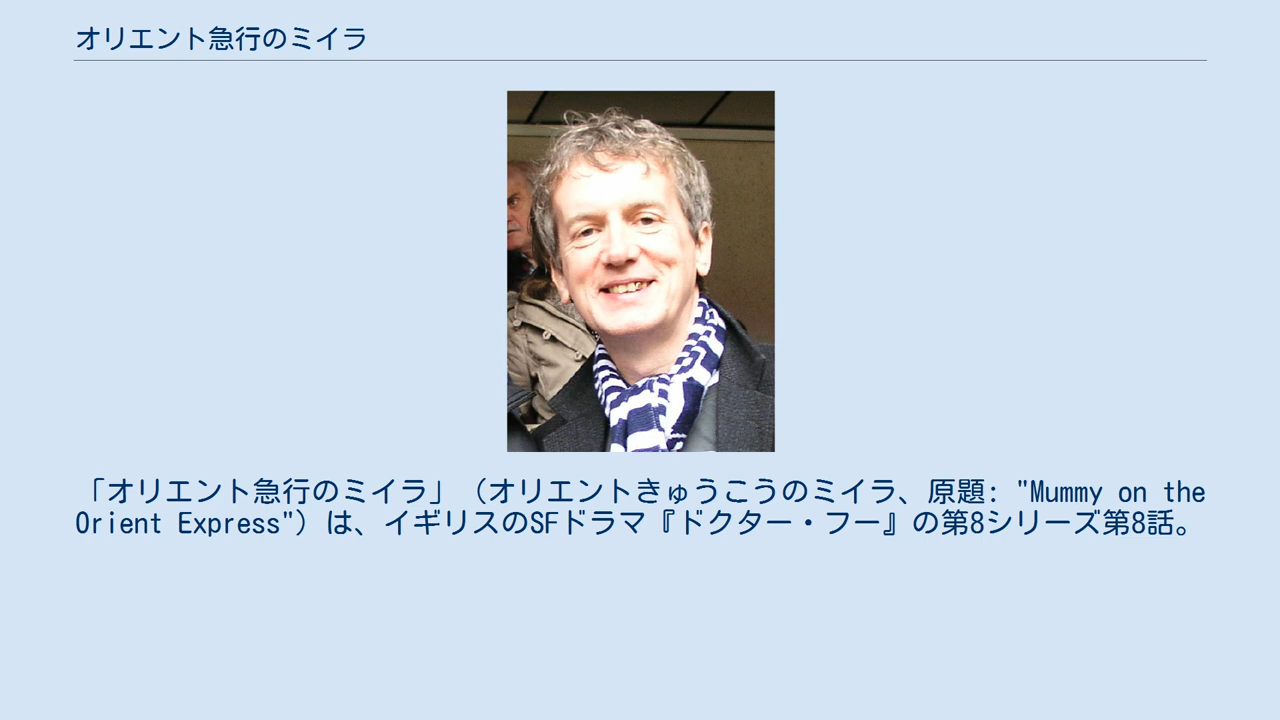 オリエント急行のミイラ
「オリエント急行のミイラ」（オリエントきゅうこうのミイラ、原題: "Mummy on the
Orient Express"）は、イギリスのSFドラマ『ドクター・フー』の第8シリーズ第8話。